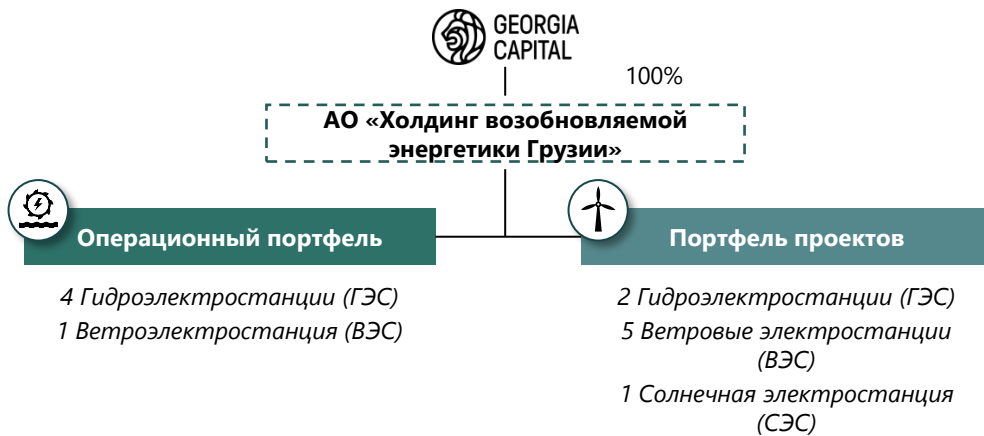 GEORGIA
CAPITAL
100%
АО «Холдинг возобновляемой
энергетики Грузии»
Операционный портфель
4 Гидроэлектростанции (ГЭС)
1 Ветроэлектростанция (ВЭС)
Портфель проектов
2 Гидроэлектростанции (ГЭС)
5 Ветровые электростанции
(ВЭС)
1 Солнечная электростанция
(СЭС)